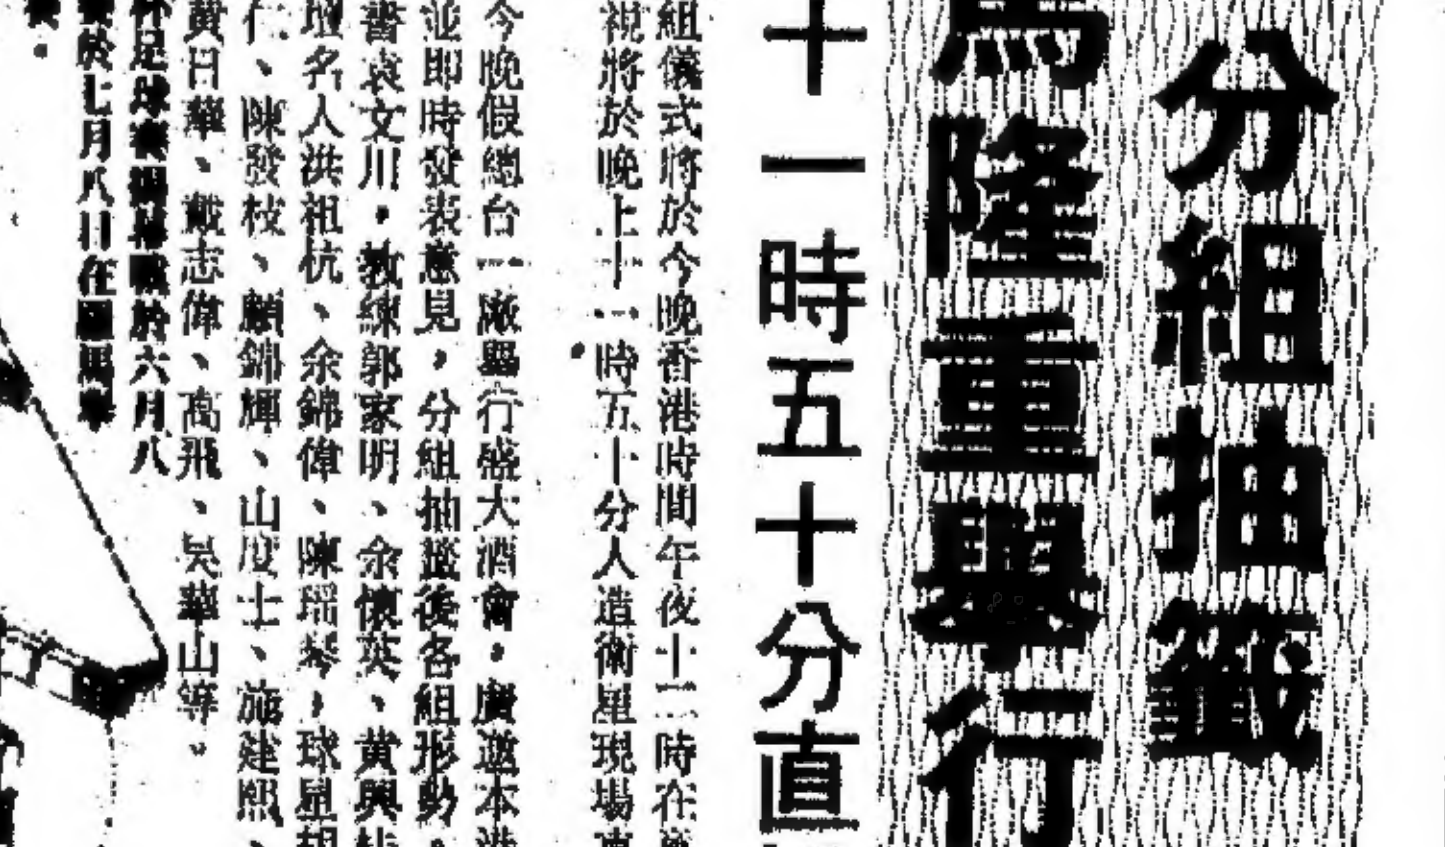 分組抽籤
隆重舉行
十一時五十分直
組儀式將於今晚香港時間午夜十二時在
視將於晚上十一時五十分人造衛星現場
今晚假總台一廠舉行盛大酒會，廣邀本港
並即時發表意見，分組抽籤後各組形勢，
書袁文川，教練郭家明、余懷英、黃興桂
壇名人洪祖杭、余錦偉、陳瑞琴，球星胡
仁、陳發枝、錦輝、山度士、施建熙、
黃日華、戴志偉、高飛、吳華山等。
杯足球賽揭幕戰於六月八
於七月八日在羅馬舉